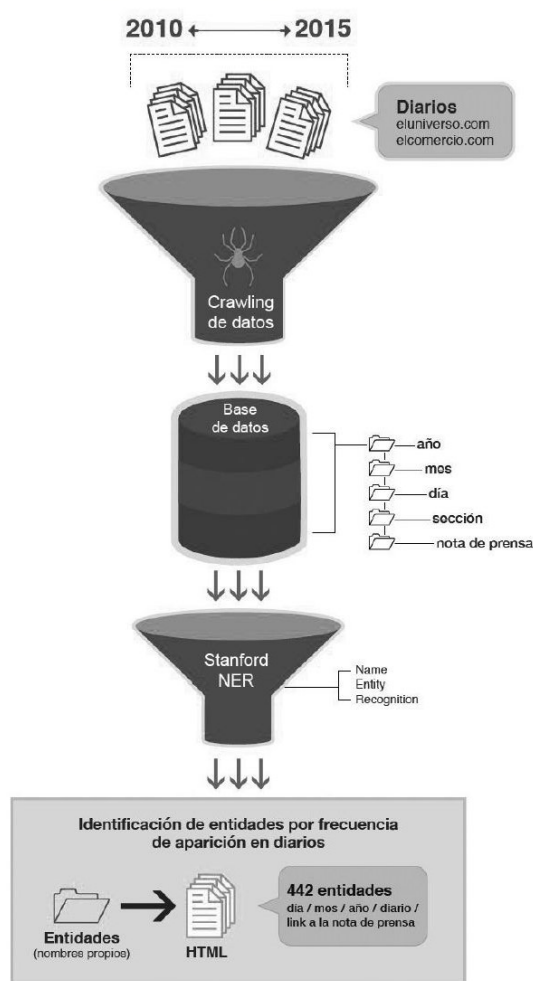 2010 2015
Diarios
eluniverso.com
elcomercio.com
Crawling
de datos
Base
de datos
año
mes
día
sección
nota de prensa
Stanford
NER
Name
Entity
Recognition
Identificación de entidades por frecuencia
de aparición en diarios
Entidades
(nombres propios)
HTML
442 entidades
día / mes / año / diario /
link a la nota de prensa